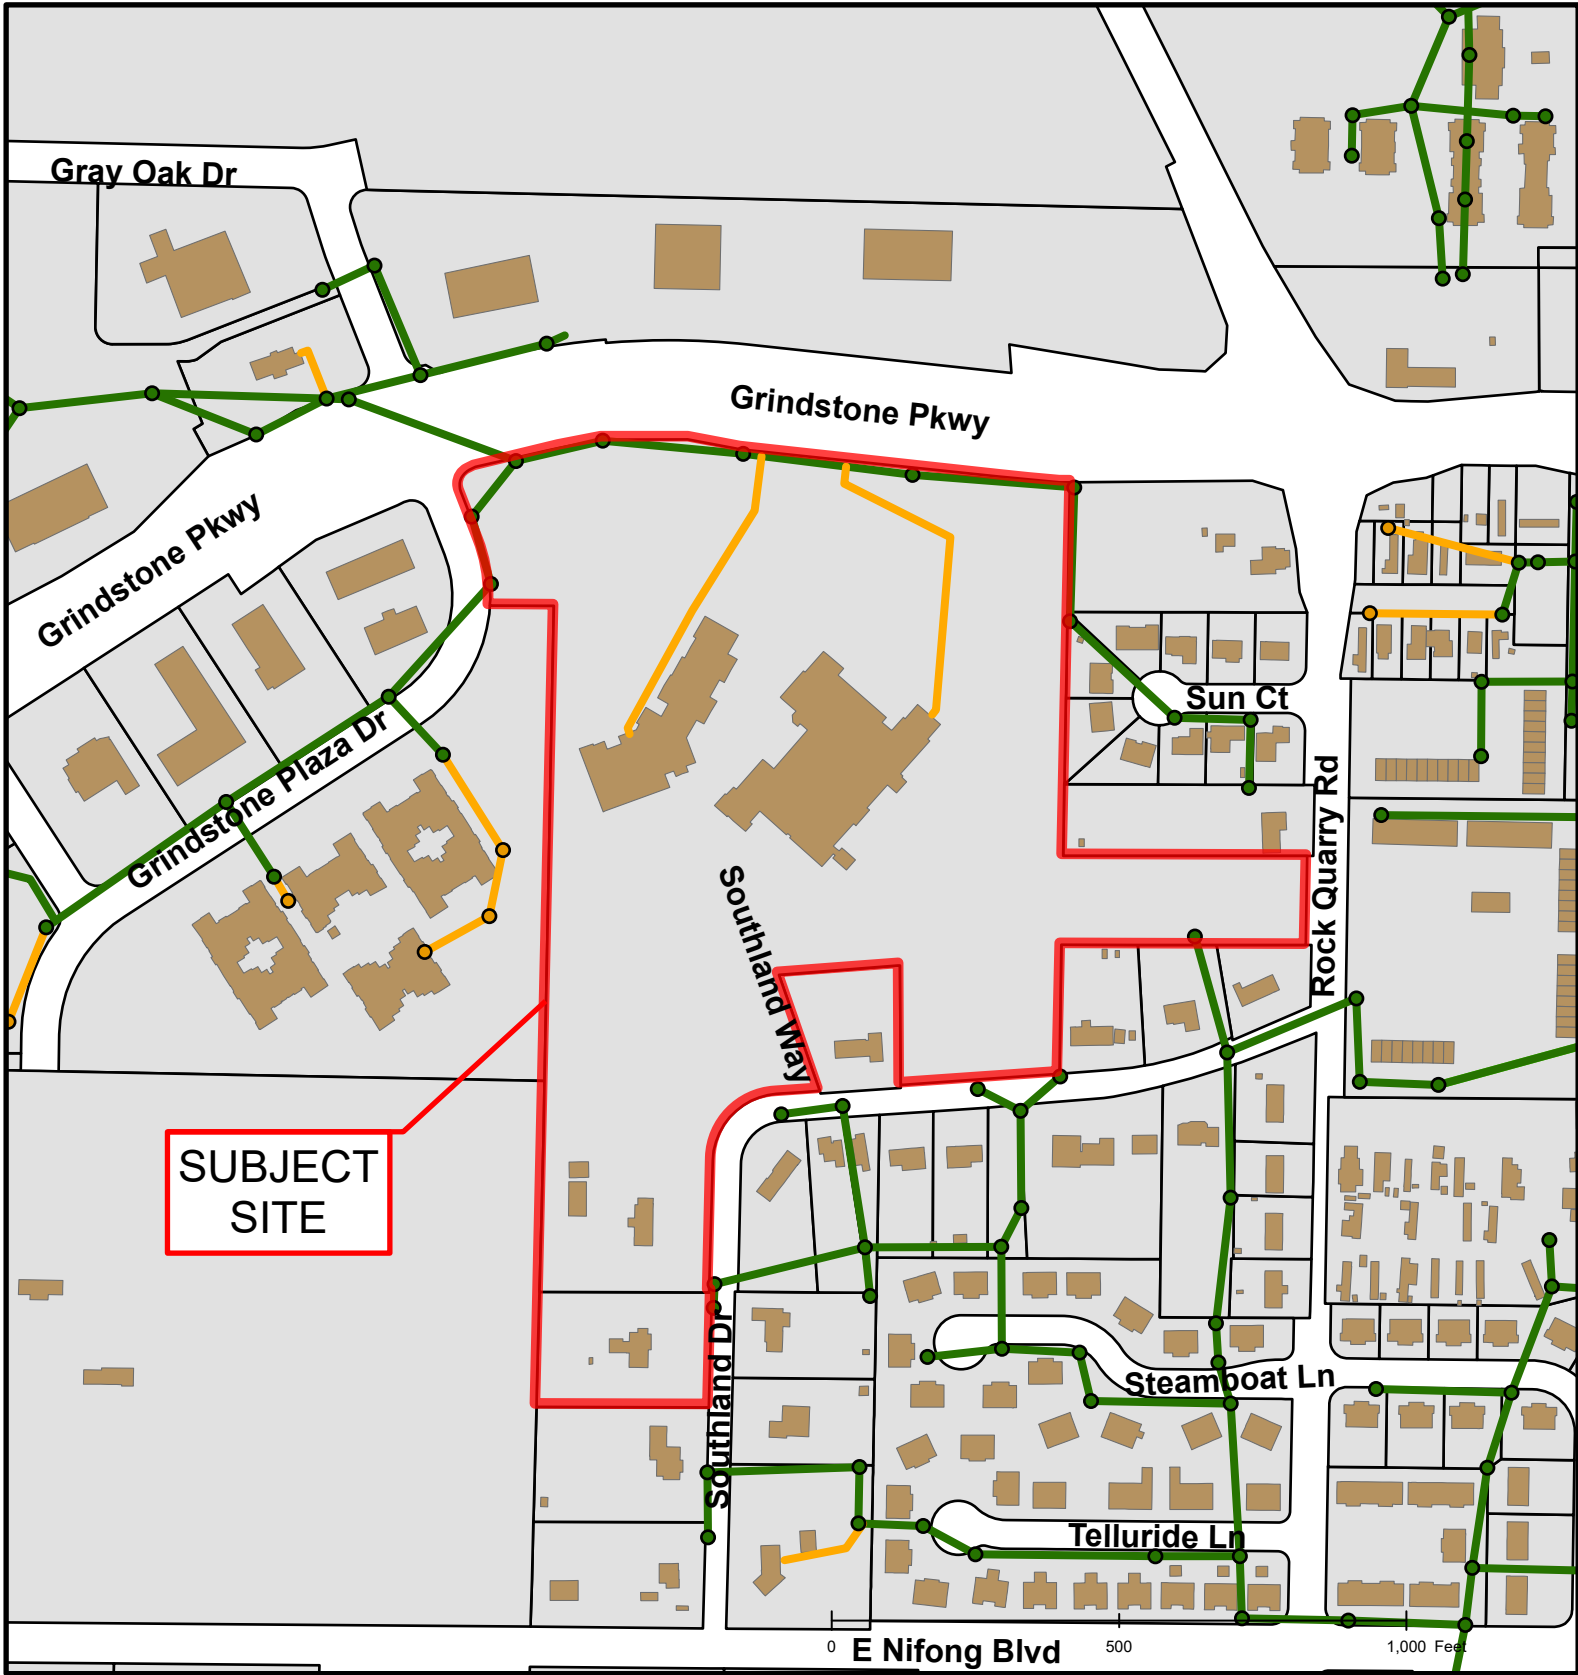 Gray Oak Dr
Grindstone Pkwy
Grindstone Pkwy
Sun Ct
Grindstone Plaza Dr
Rock Quarry Rd
Southland Way
SUBJECT
SITE
Southland Dr
Steamboat Ln
Telluride Ln
0 500 1,000 Feet
E Nifong Blvd